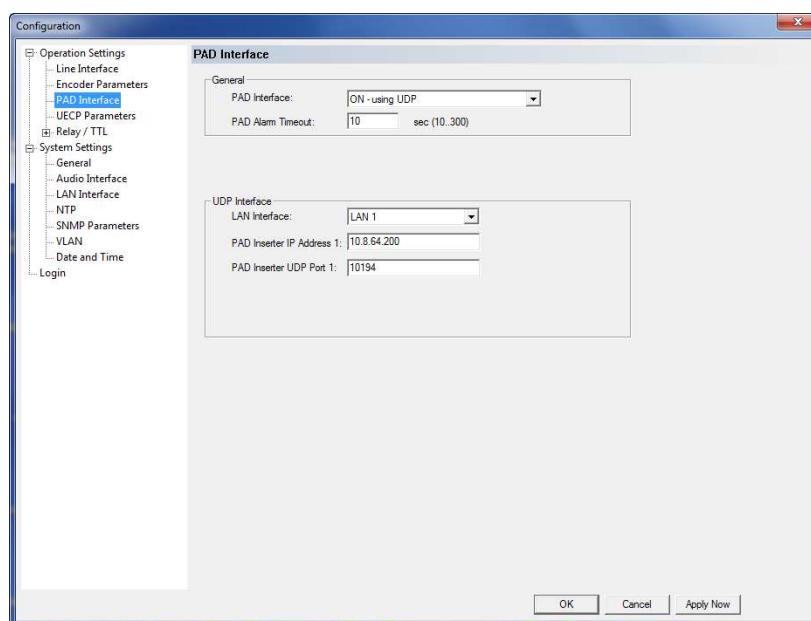 Configuration
Operation Settings
Line Interface
Encoder Parameters
PAD Interface
UECP Parameters
Relay / TTL
System Settings
General
Audio Interface
LAN Interface
NTP
SNMP Parameters
VLAN
Date and Time
Login
PAD Interface
General
PAD Interface: ON - using UDP
PAD Alarm Timeout: 10 sec (10..300)
UDP Interface
LAN Interface: LAN 1
PAD Inserter IP Address 1: 10.8.64.200
PAD Inserter UDP Port 1: 10194
OK Cancel Apply Now